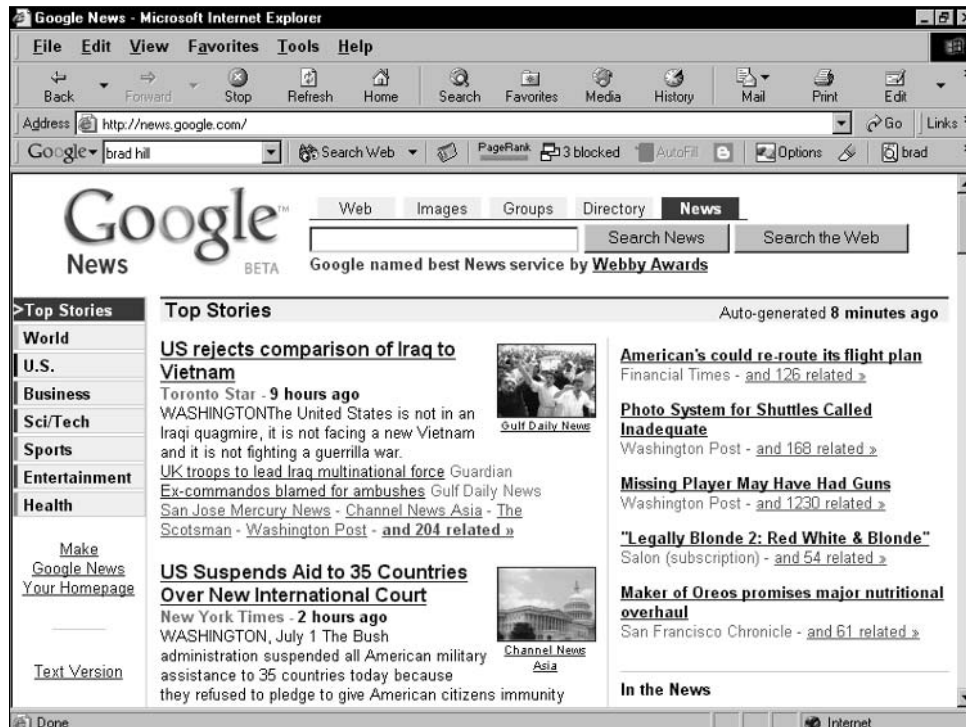 Google News - Microsoft Internet Explorer
File Edit View Favorites Tools Help
Back Forward Stop Refresh Home Search Favorites Media History Mail Print Edit
Address http://news.google.com/ Go Links
Google brad hill Search Web PageRank 3 blocked AutoFill Options brad
Google™
News
BETA
Web Images Groups Directory News
Search News Search the Web
Google named best News service by Webby Awards
>Top Stories
World
U.S.
Business
Sci/Tech
Sports
Entertainment
Health
Make
Google News
Your Homepage
Text Version
Top Stories Auto-generated 8 minutes ago
US rejects comparison of Iraq to
Vietnam
Toronto Star - 9 hours ago
WASHINGTONThe United States is not in an
Iraqi quagmire, it is not facing a new Vietnam
and it is not fighting a guerrilla war.
UK troops to lead Iraq multinational force Guardian
Ex-commandos blamed for ambushes Gulf Daily News
San Jose Mercury News - Channel News Asia - The
Scotsman - Washington Post - and 204 related »
Gulf Daily News
US Suspends Aid to 35 Countries
Over New International Court
New York Times - 2 hours ago
WASHINGTON, July 1 The Bush
administration suspended all American military
assistance to 35 countries today because
they refused to pledge to give American citizens immunity
Channel News
Asia
American's could re-route its flight plan
Financial Times - and 126 related »
Photo System for Shuttles Called
Inadequate
Washington Post - and 168 related »
Missing Player May Have Had Guns
Washington Post - and 1230 related »
"Legally Blonde 2: Red White & Blonde"
Salon (subscription) - and 54 related »
Maker of Oreos promises major nutritional
overhaul
San Francisco Chronicle - and 61 related »
In the News
Done Internet